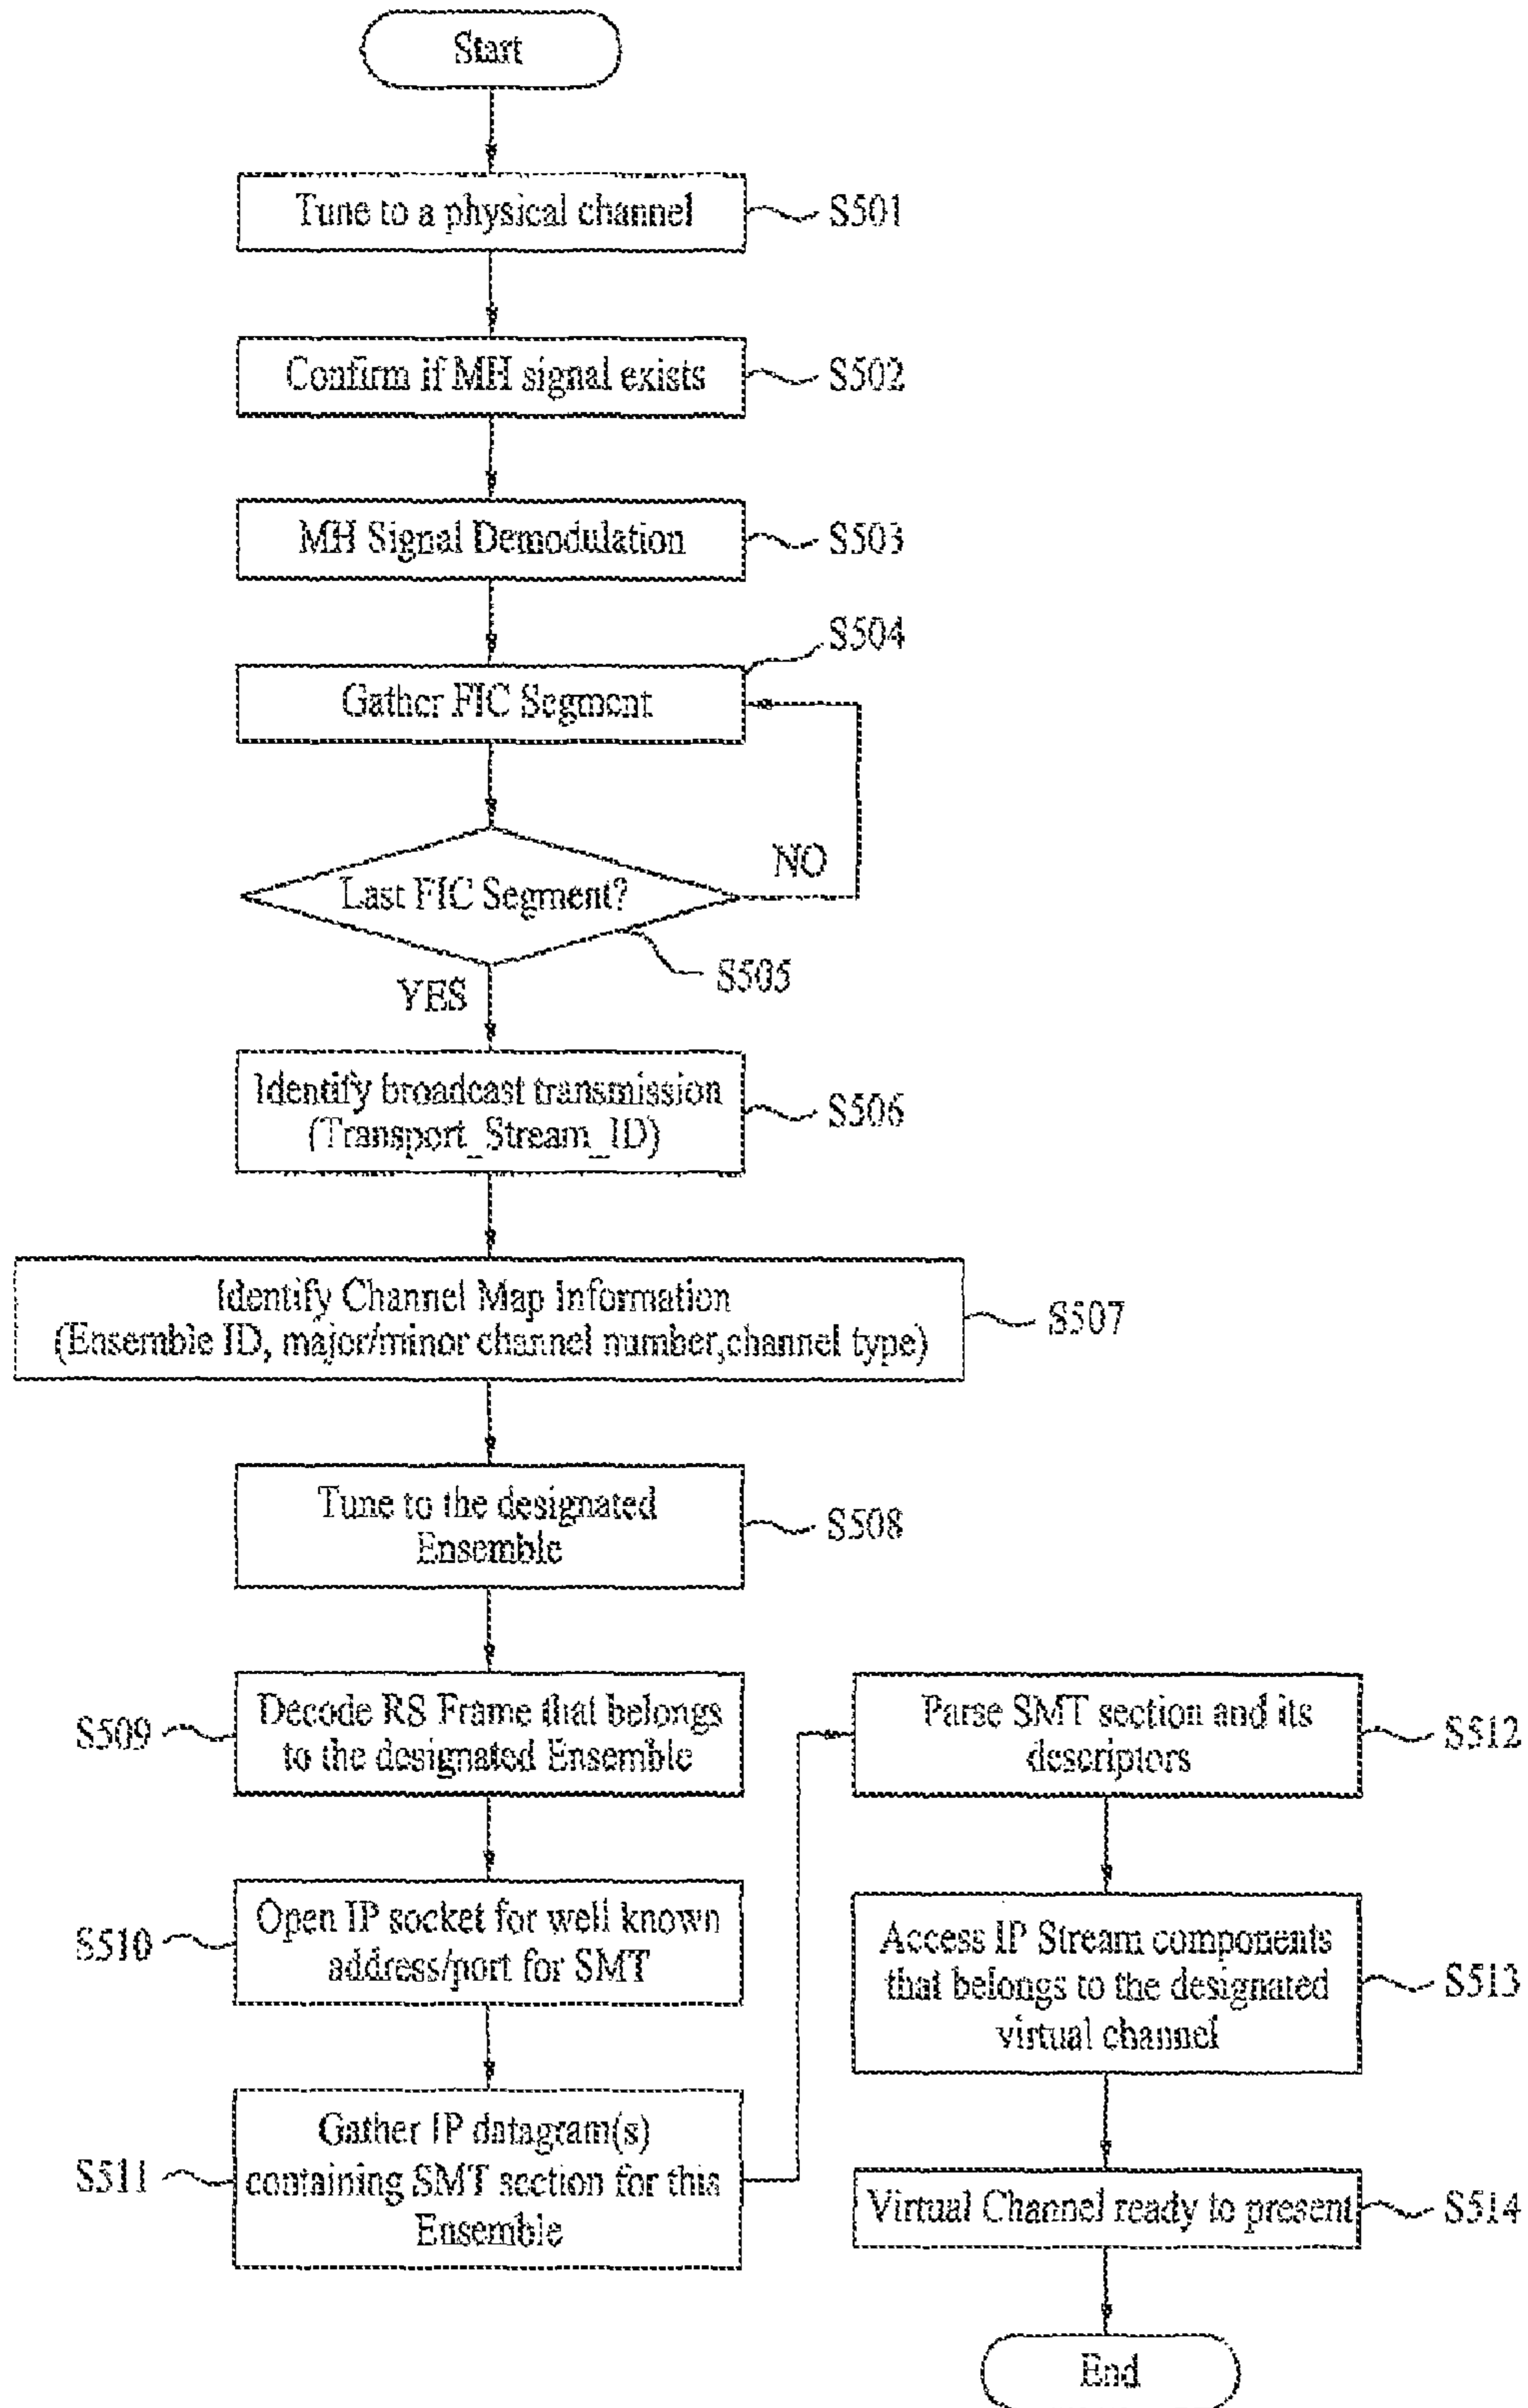 Start
Tune to a physical channel
S501
Confirm if MH signal exists
S502
MH Signal Demodulation
S503
S504
Gather FIC Segment
NO
Last FIC Segment?
S505
YES
Identify broadcast transmission
(Transport_Stream_ID)
S506
Identify Channel Map Information
(Ensemble ID, major/minor channel number,channel type)
S507
Tune to the designated
Ensemble
S508
S509
Decode RS Frame that belongs
to the designated Ensemble
S510
Open IP socket for well known
address/port for SMT
S511
Gather IP datagram(s)
containing SMT section for this
Ensemble
Parse SMT section and its
descriptors
S512
Access IP Stream components
that belongs to the designated
virtual channel
S513
Virtual Channel ready to present
S514
End